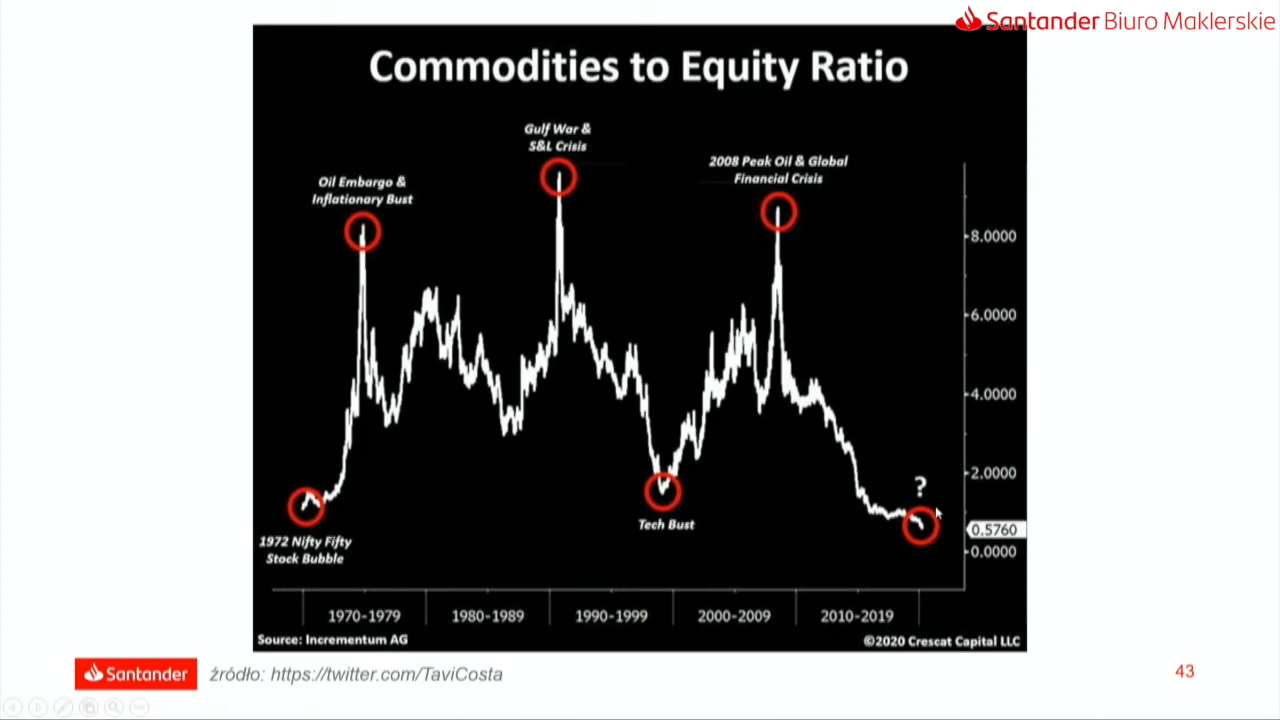 Santander Biuro Maklerskie
Commodities to Equity Ratio
Gulf War &
S&L Crisis
2008 Peak Oil & Global
Financial Crisis
Oil Embargo &
Inflationary Bust
8.0000
6.0000
4.0000
2.0000
?
Tech Bust
0.5760
1972 Nifty Fifty
Stock Bubble
0.0000
1970-1979
1980-1989
1990-1999
2000-2009
2010-2019
Source: Incrementum AG
©2020 Crescat Capital LLC
Santander
źródło: https://twitter.com/TaviCosta
43